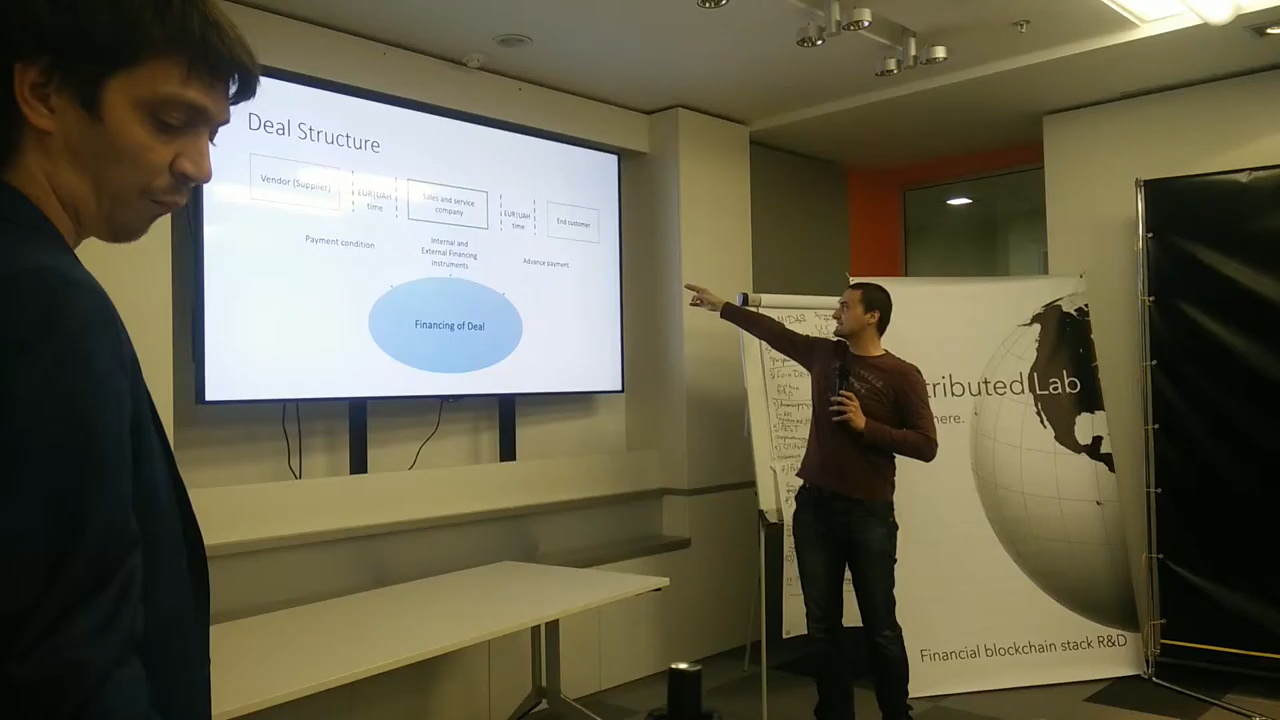 Deal Structure
Vendor (Supplier)
EUR|UAH
time
Sales and service
company
EUR|UAH
time
End customer
Payment condition
Internal and
External Financing
instruments
Advance payment
Financing of Deal
MIDAS
tributed Lab
here.
Financial blockchain stack R&D